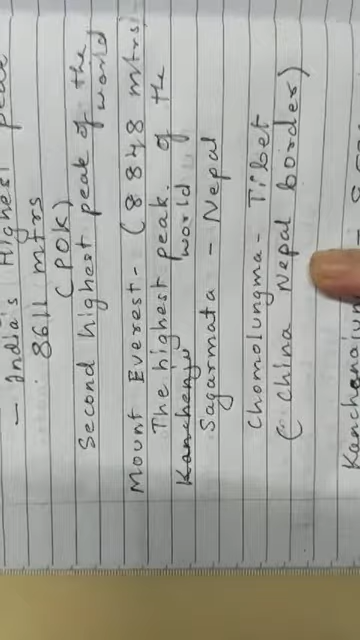 - India's Highest peak
8611 mtrs
(POK)
Second highest peak of the
world
Mount Everest - (8848 mtrs)
The highest peak. of the
world
Sagarmata - Nepal
Chomolungma - Tibet
(China Nepal border)